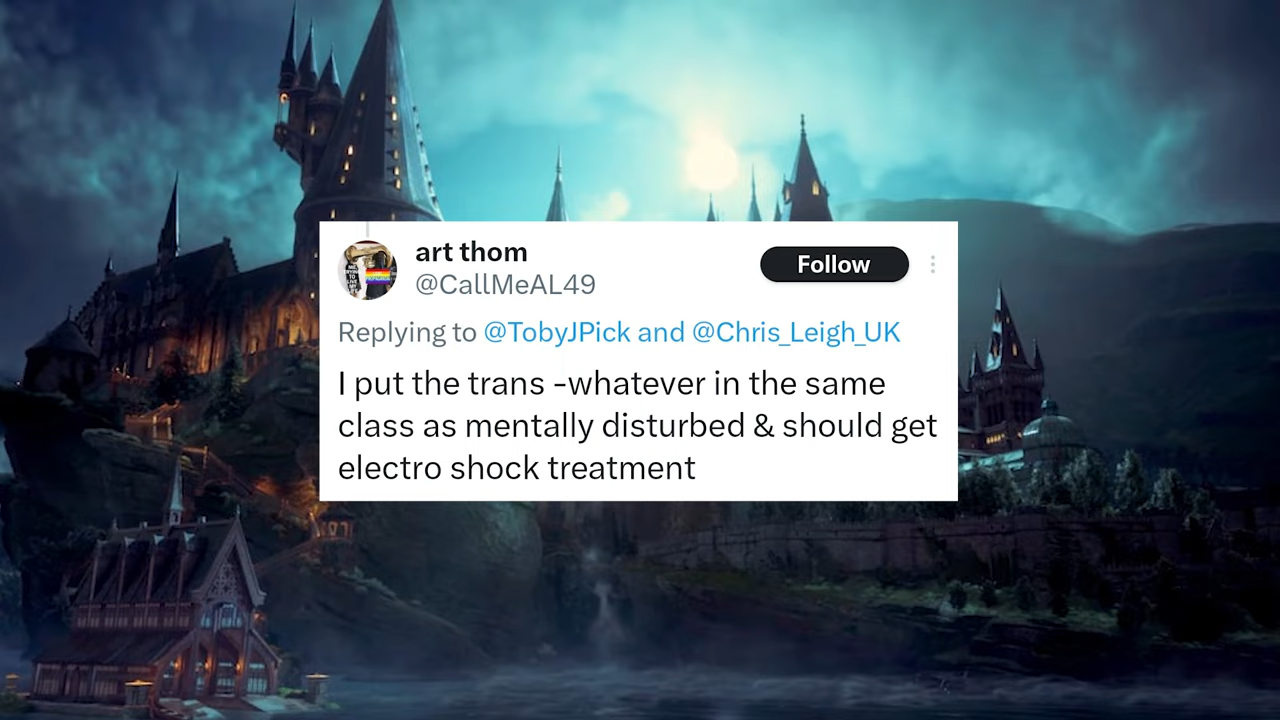 art thom
@CallMeAL49
Follow
Replying to @TobyJPick and @Chris_Leigh_UK
I put the trans -whatever in the same
class as mentally disturbed & should get
electro shock treatment